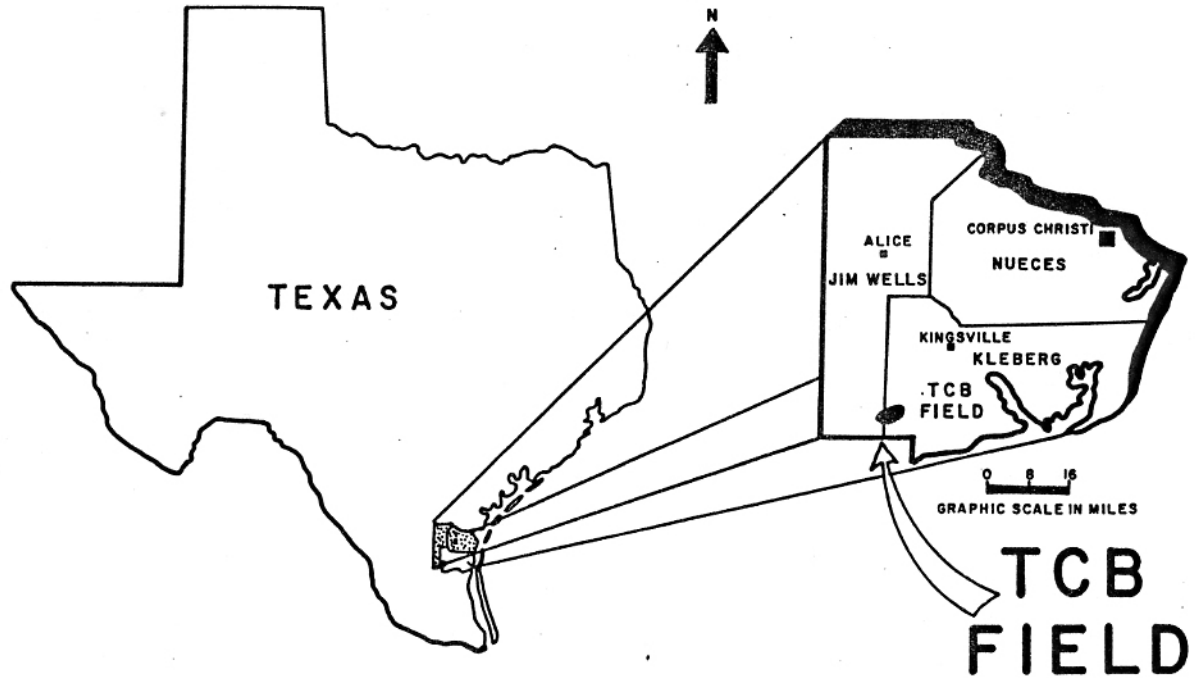 N
TEXAS
CORPUS CHRISTI
ALICE
NUECES
JIM WELLS
KINGSVILLE
KLEBERG
TCB
FIELD
0 8 16
GRAPHIC SCALE IN MILES
TCB
FIELD